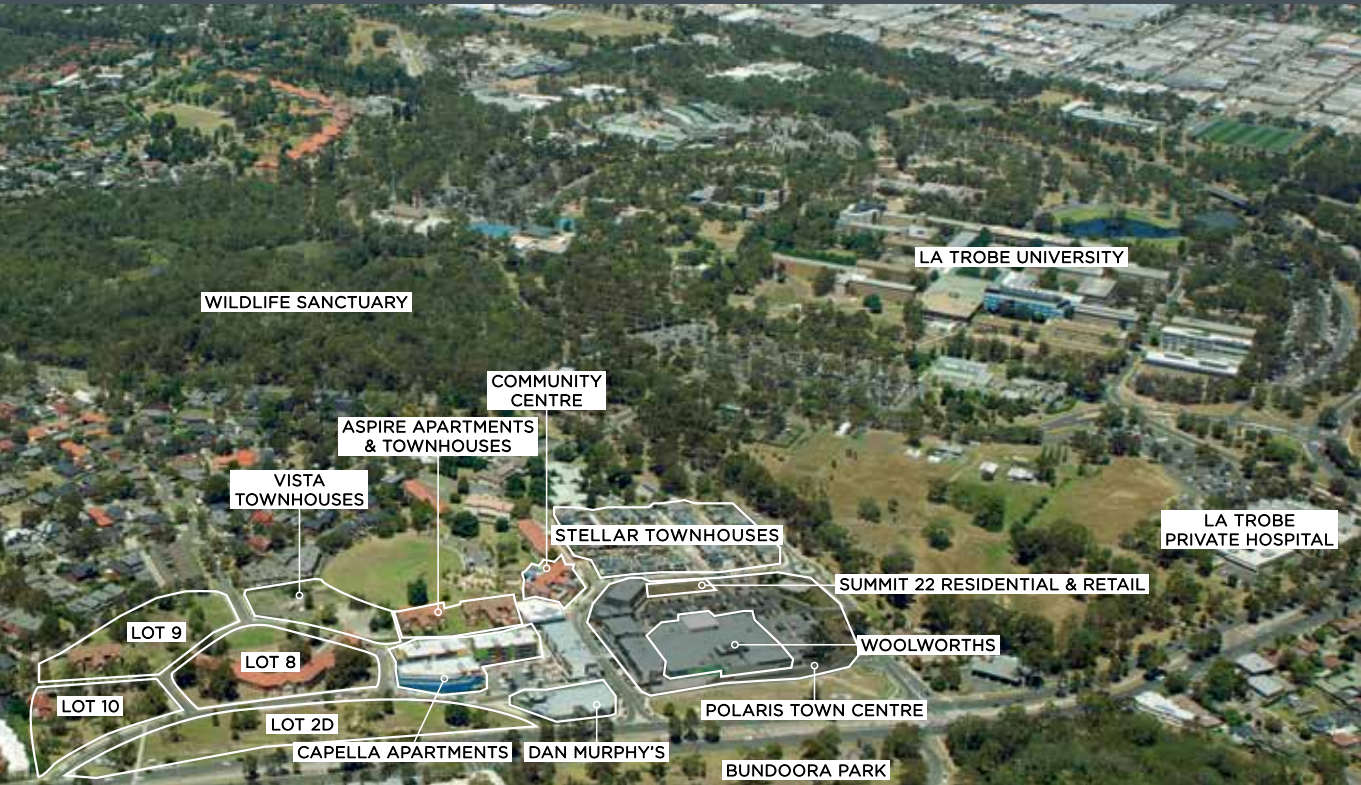 LA TROBE UNIVERSITY
WILDLIFE SANCTUARY
COMMUNITY
CENTRE
ASPIRE APARTMENTS
& TOWNHOUSES
VISTA
TOWNHOUSES
STELLAR TOWNHOUSES
LA TROBE
PRIVATE HOSPITAL
SUMMIT 22 RESIDENTIAL & RETAIL
LOT 9
WOOLWORTHS
LOT 8
LOT 10
POLARIS TOWN CENTRE
LOT 2D
CAPELLA APARTMENTS
DAN MURPHY'S
BUNDOORA PARK